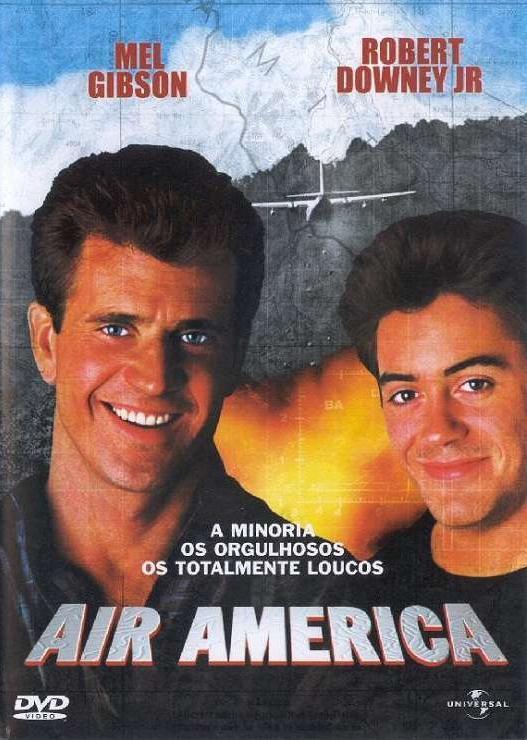 MEL
GIBSON
ROBERT
DOWNEY JR
A MINORIA
OS ORGULHOSOS
OS TOTALMENTE LOUCOS
AIR AMERICA
DVD
VIDEO
UNIVERSAL